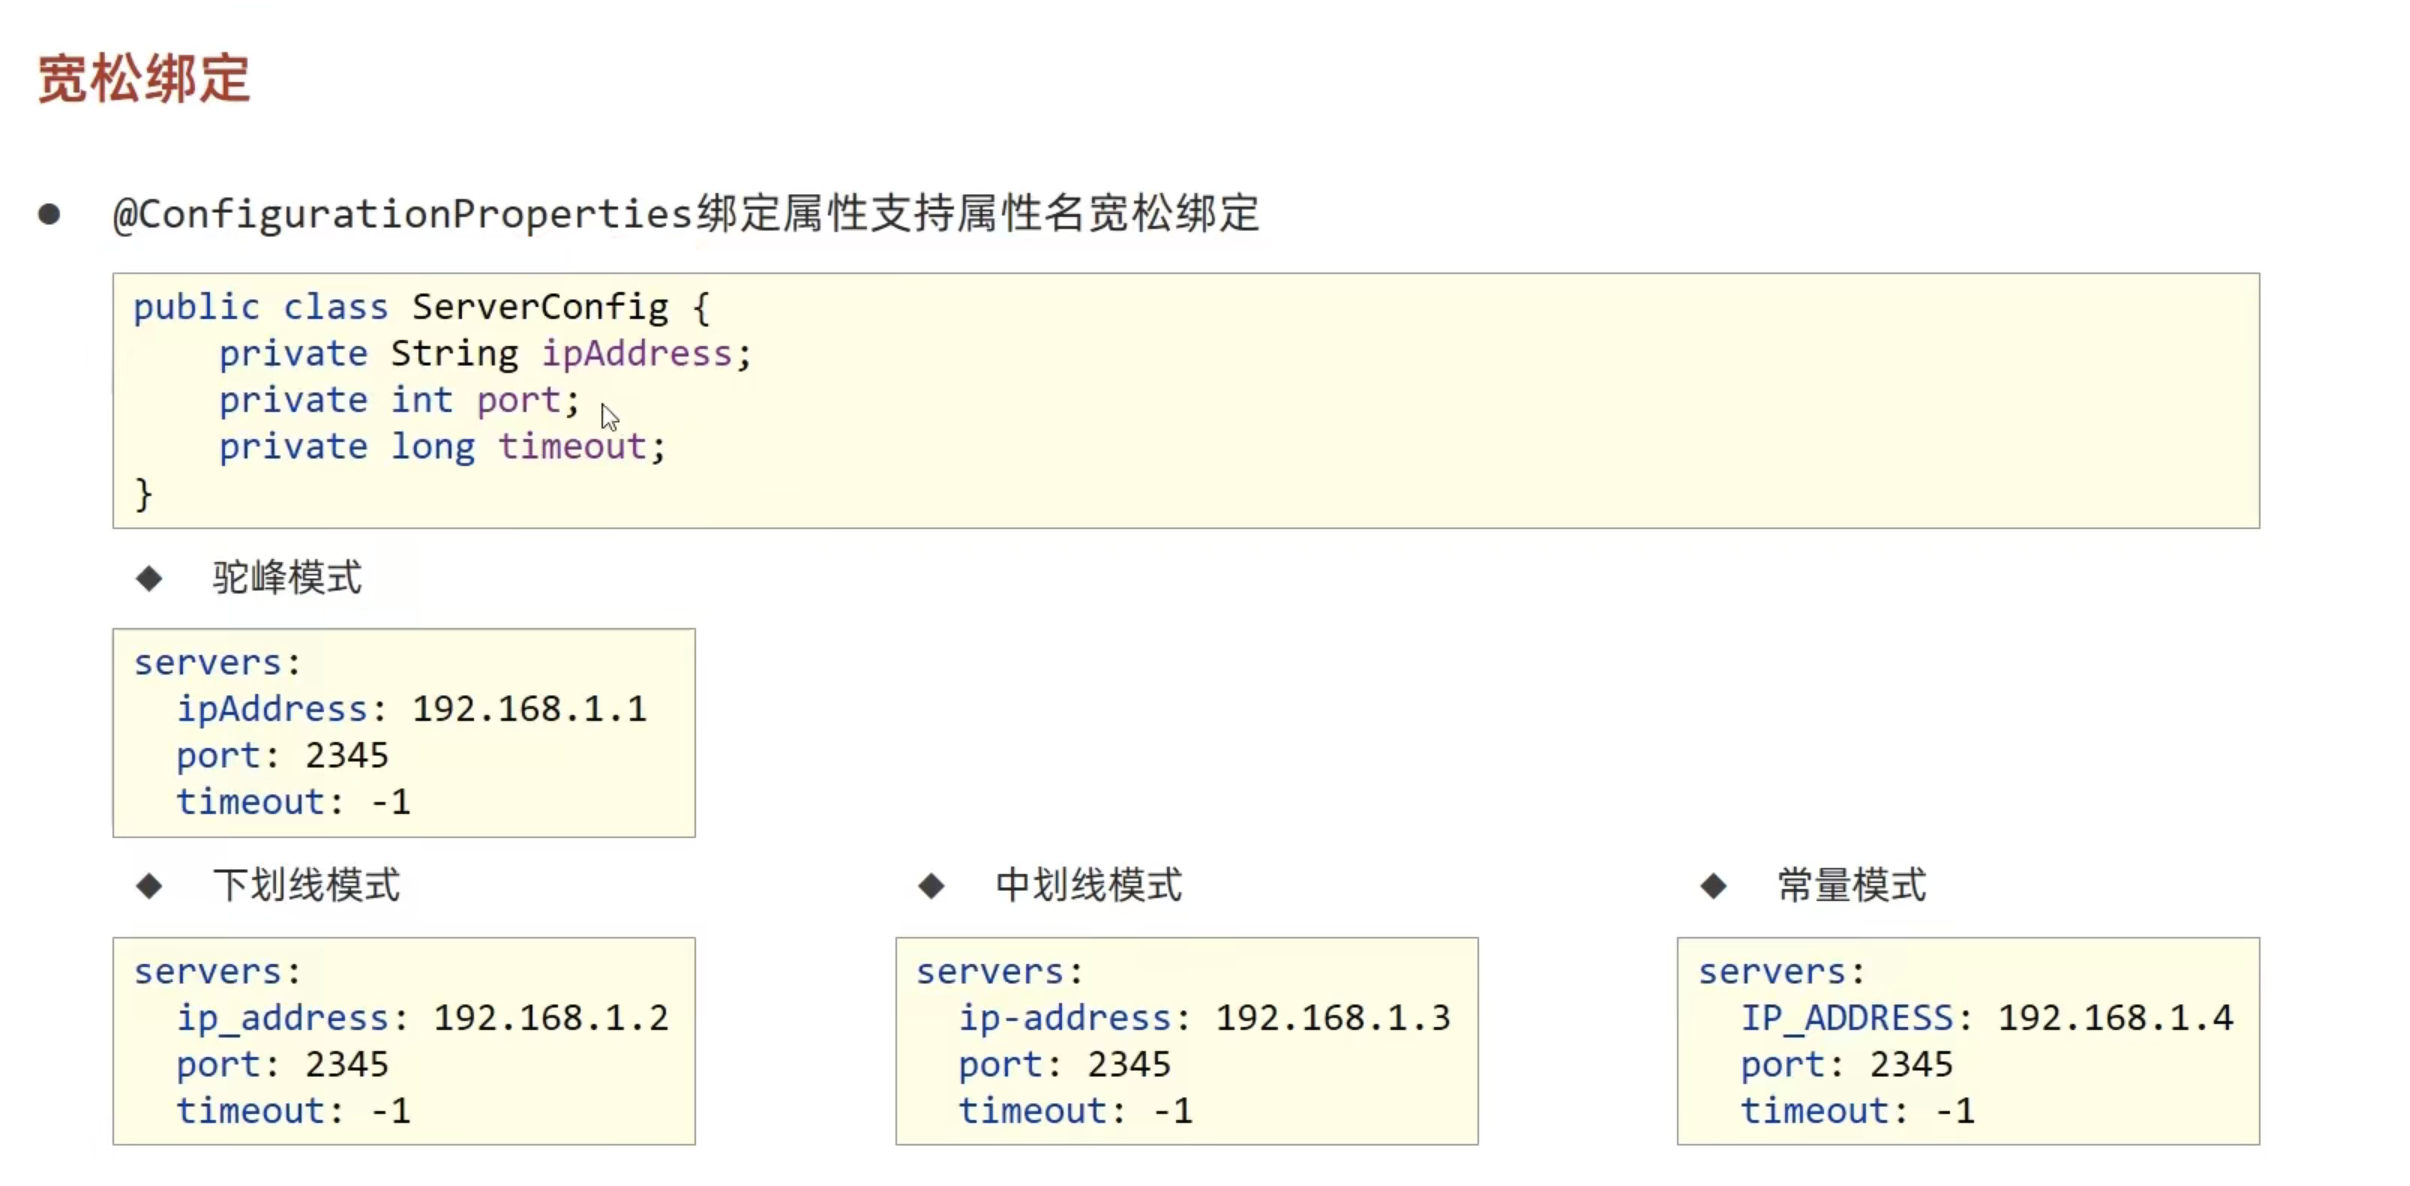 宽松绑定
@ConfigurationProperties绑定属性支持属性名宽松绑定
public class ServerConfig {
    private String ipAddress;
    private int port;
    private long timeout;
}
驼峰模式
servers:
  ipAddress: 192.168.1.1
  port: 2345
  timeout: -1
下划线模式
servers:
  ip_address: 192.168.1.2
  port: 2345
  timeout: -1
中划线模式
servers:
  ip-address: 192.168.1.3
  port: 2345
  timeout: -1
常量模式
servers:
  IP_ADDRESS: 192.168.1.4
  port: 2345
  timeout: -1